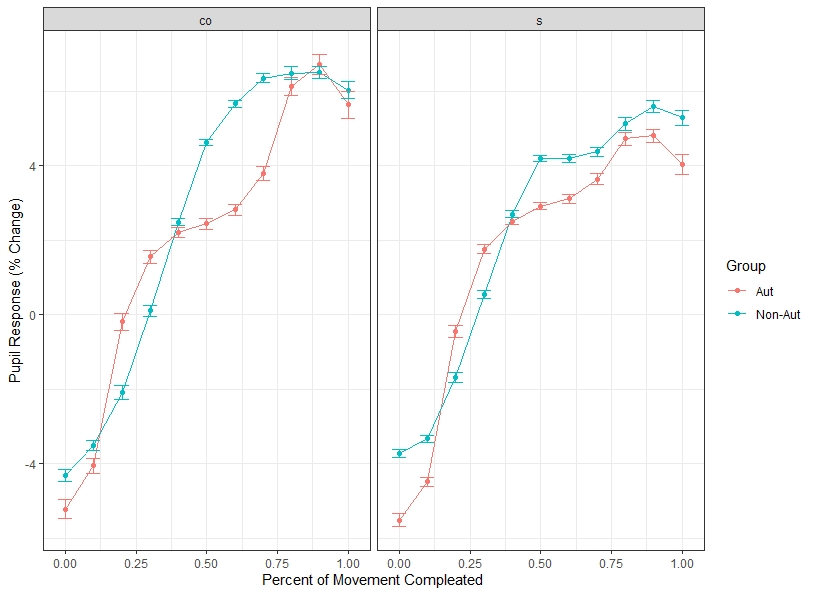 co
s
Pupil Response (% Change)
4
0
-4
0.00
0.25
0.50
0.75
1.00
0.00
0.25
0.50
0.75
1.00
Percent of Movement Compleated
Group
Aut
Non-Aut